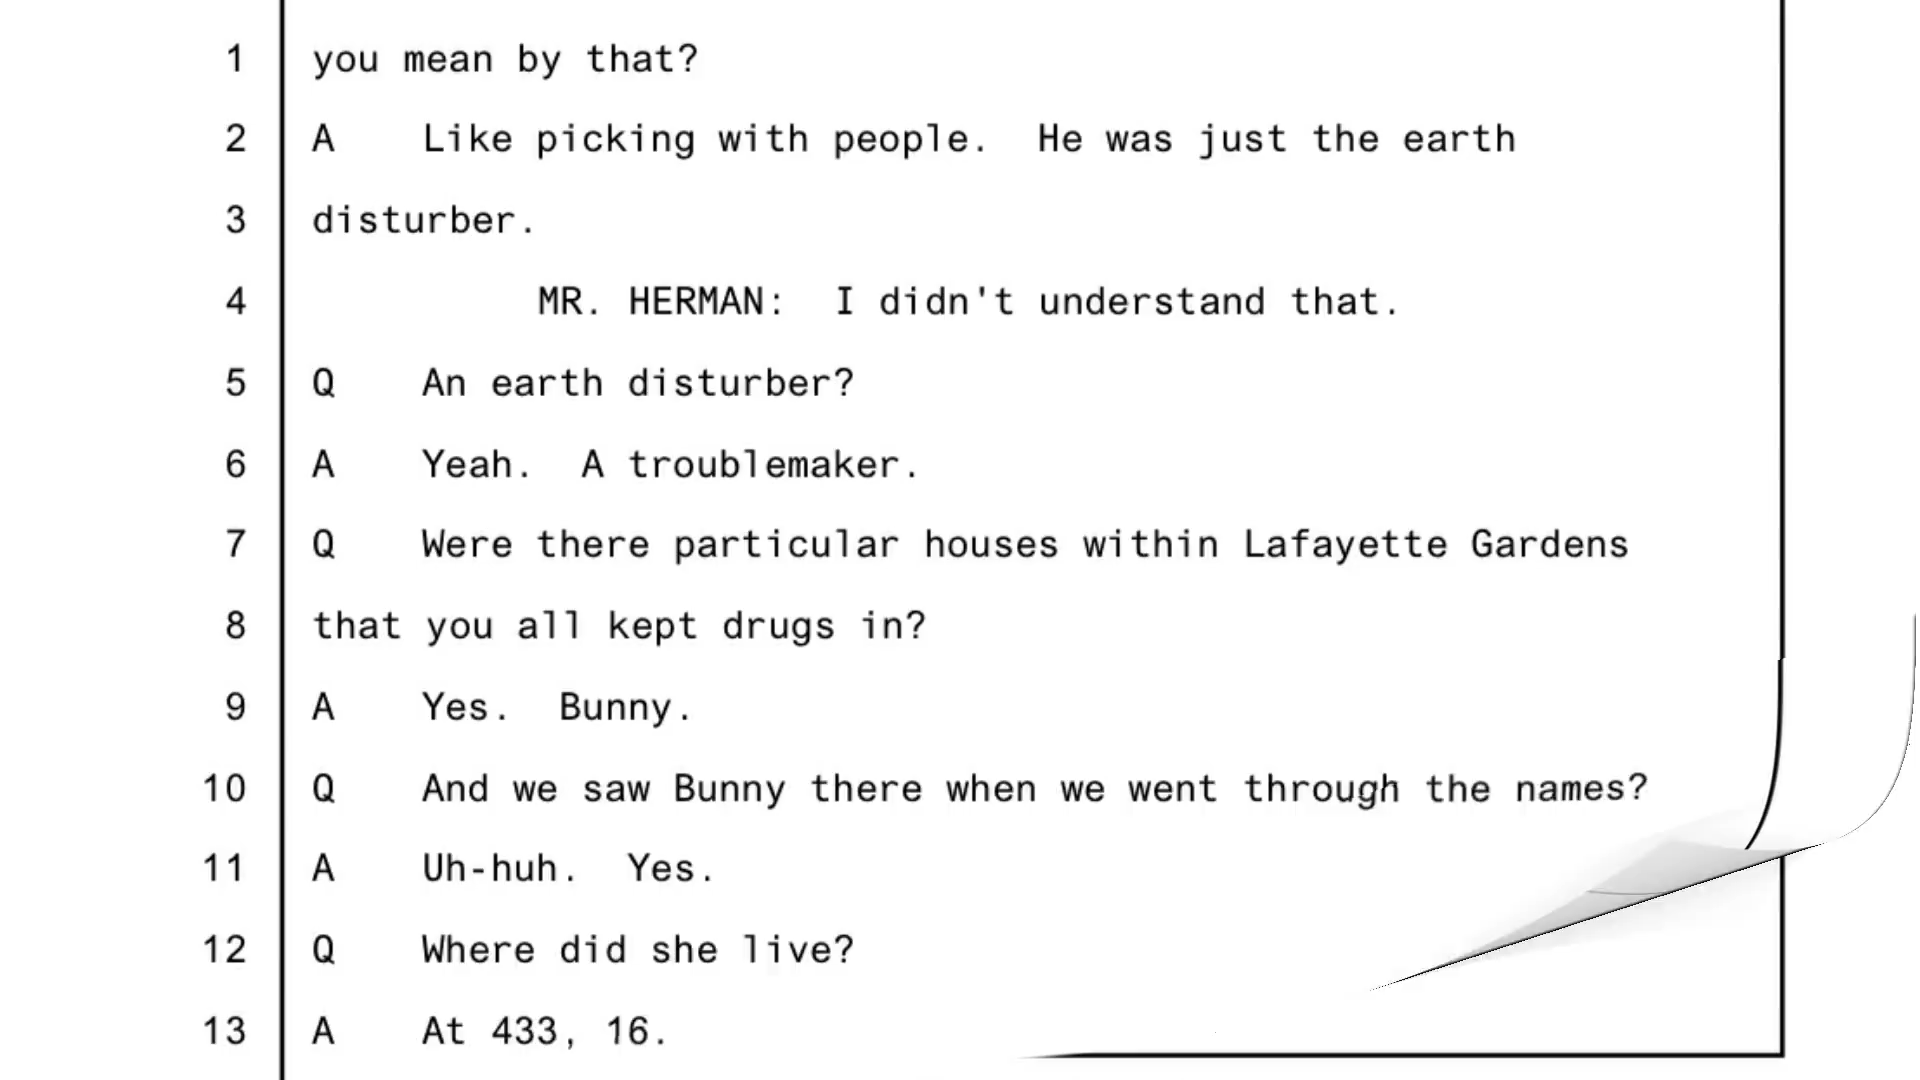 1 you mean by that?
2 A Like picking with people. He was just the earth
3 disturber.
4 MR. HERMAN: I didn't understand that.
5 Q An earth disturber?
6 A Yeah. A troublemaker.
7 Q Were there particular houses within Lafayette Gardens
8 that you all kept drugs in?
9 A Yes. Bunny.
10 Q And we saw Bunny there when we went through the names?
11 A Uh-huh. Yes.
12 Q Where did she live?
13 A At 433, 16.